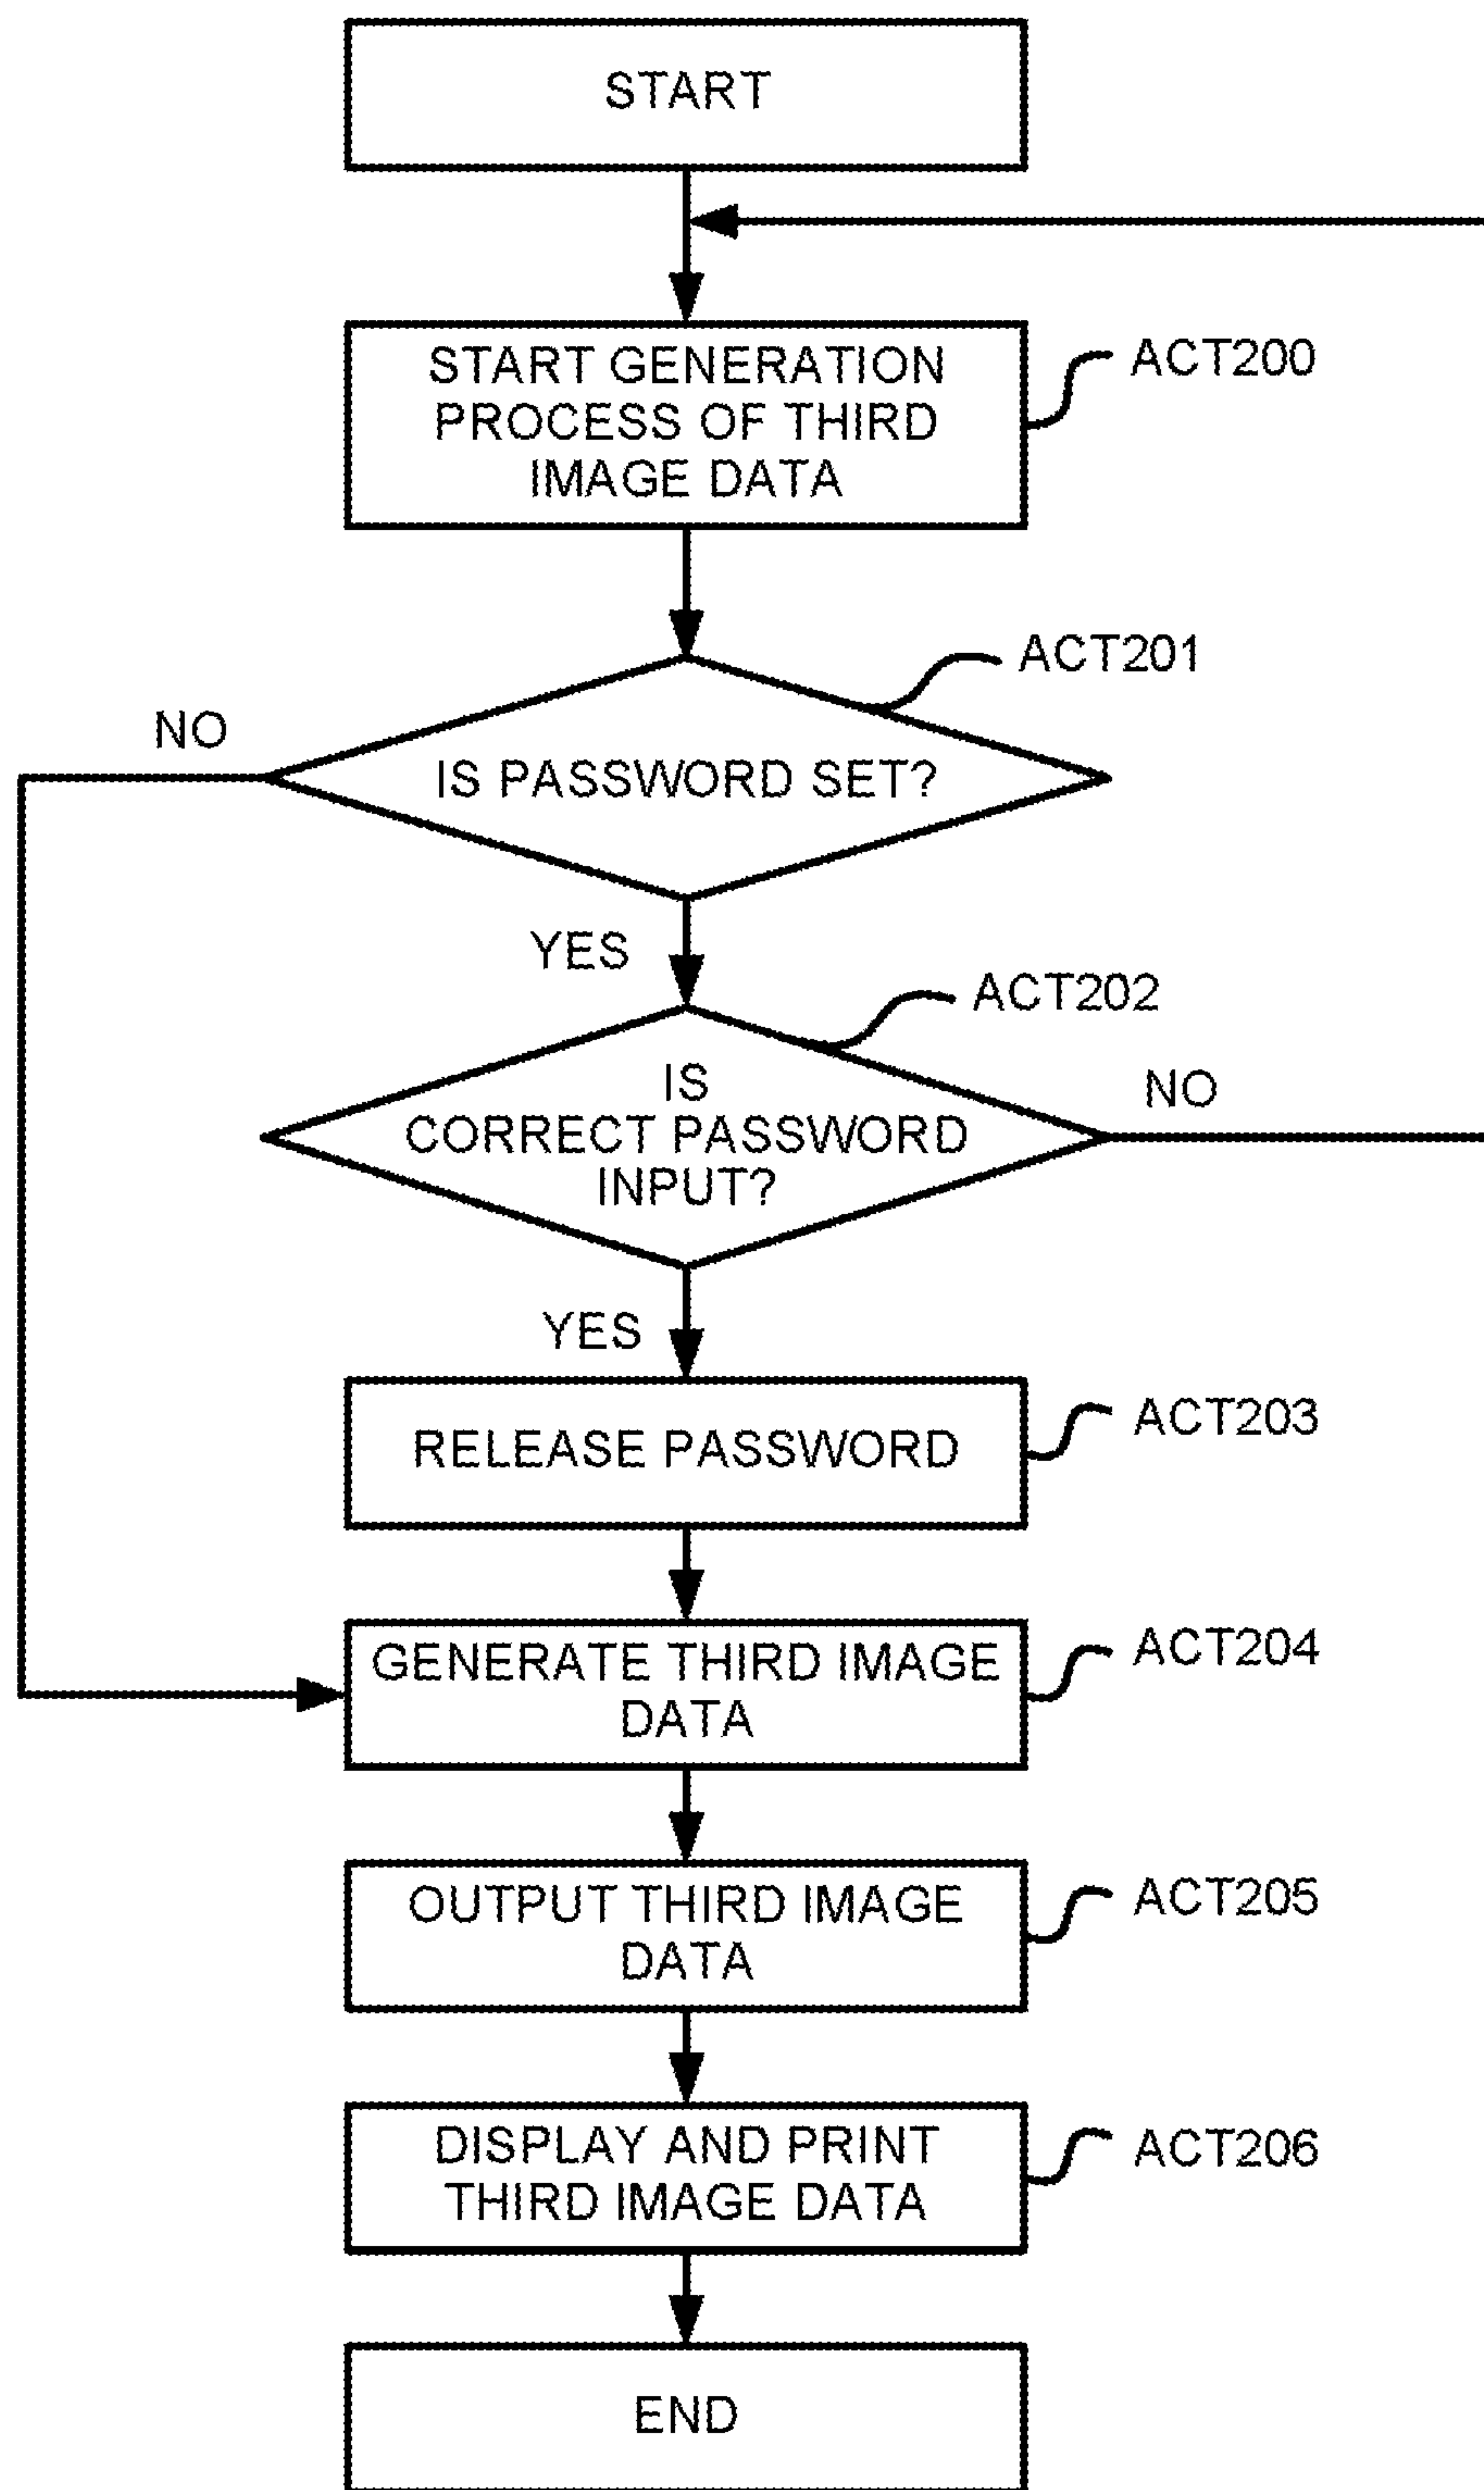 START
START GENERATION
PROCESS OF THIRD
IMAGE DATA
ACT200
ACT201
NO
IS PASSWORD SET?
YES
ACT202
IS
CORRECT PASSWORD
INPUT?
NO
YES
RELEASE PASSWORD
ACT203
GENERATE THIRD IMAGE
DATA
ACT204
OUTPUT THIRD IMAGE
DATA
ACT205
DISPLAY AND PRINT
THIRD IMAGE DATA
ACT206
END